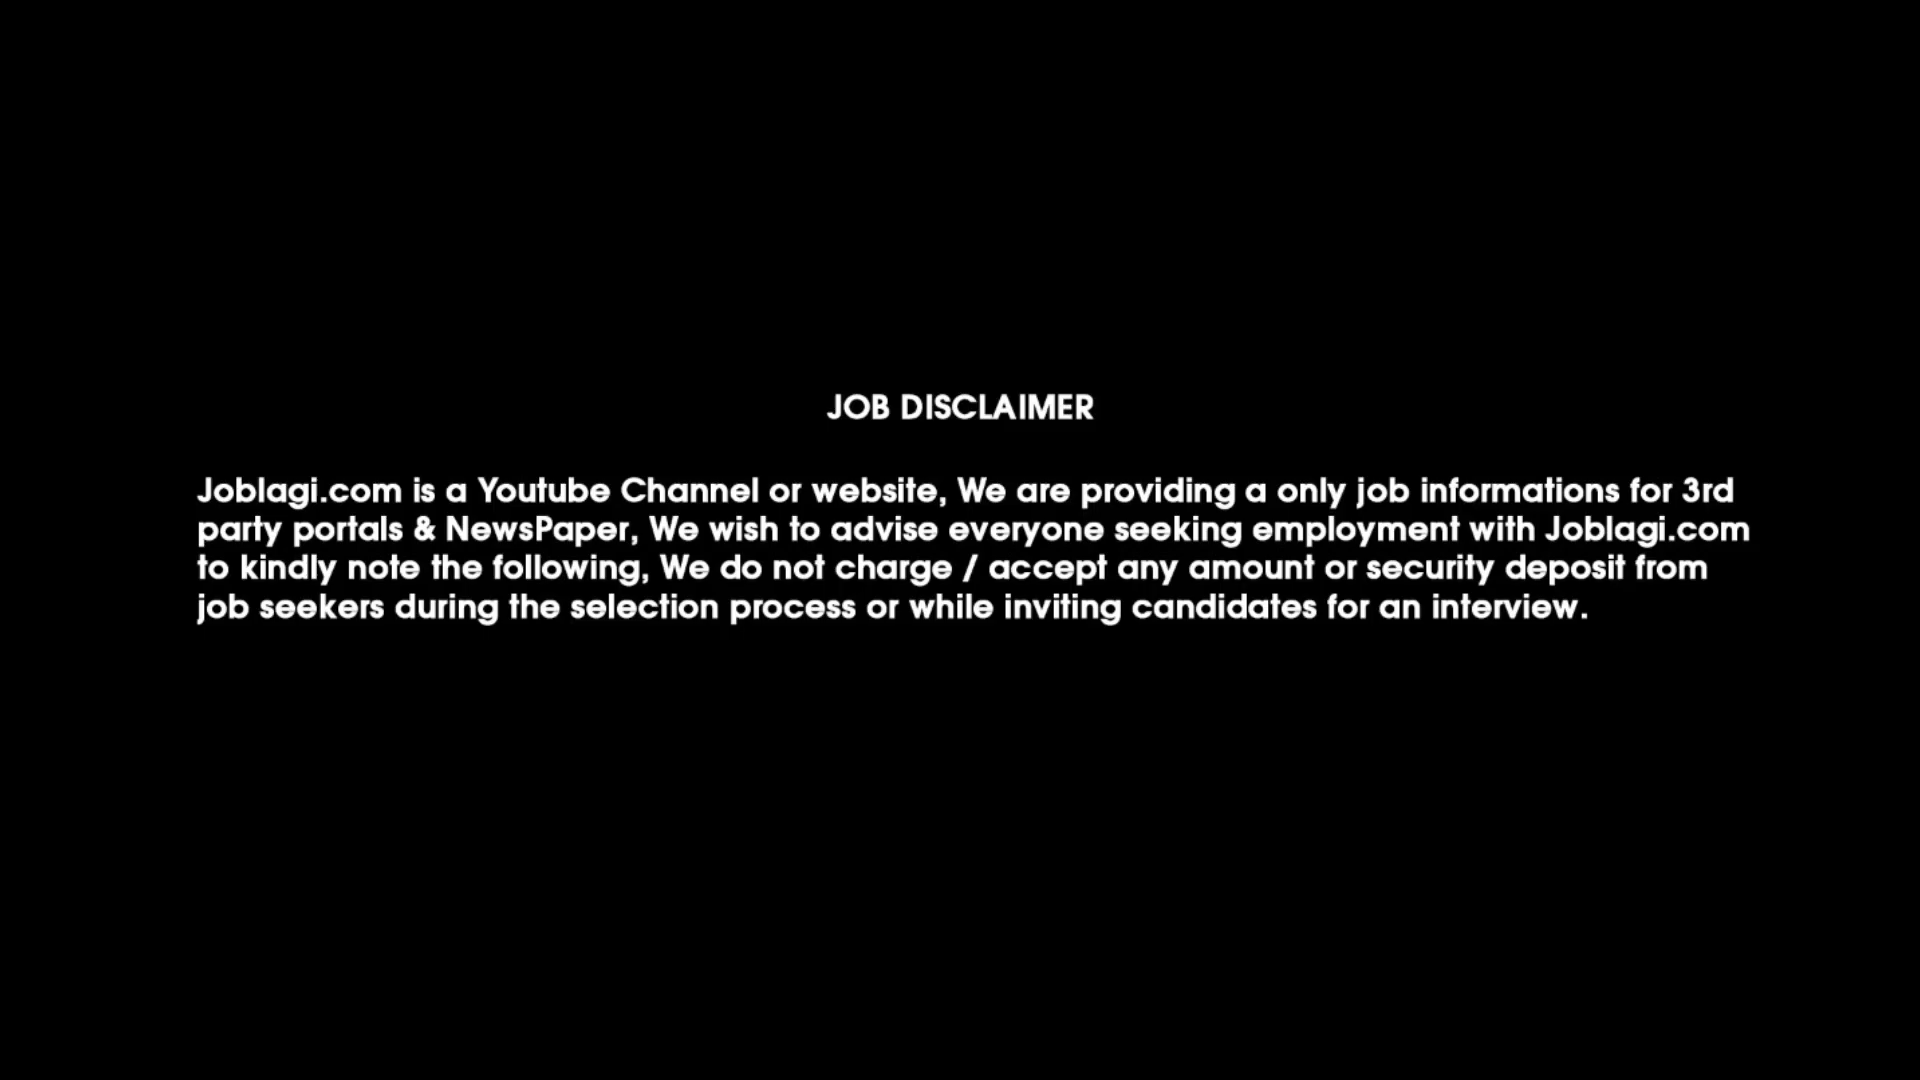 JOB DISCLAIMER
Joblagi.com is a Youtube Channel or website, We are providing a only job informations for 3rd
party portals & NewsPaper, We wish to advise everyone seeking employment with Joblagi.com
to kindly note the following, We do not charge / accept any amount or security deposit from
job seekers during the selection process or while inviting candidates for an interview.